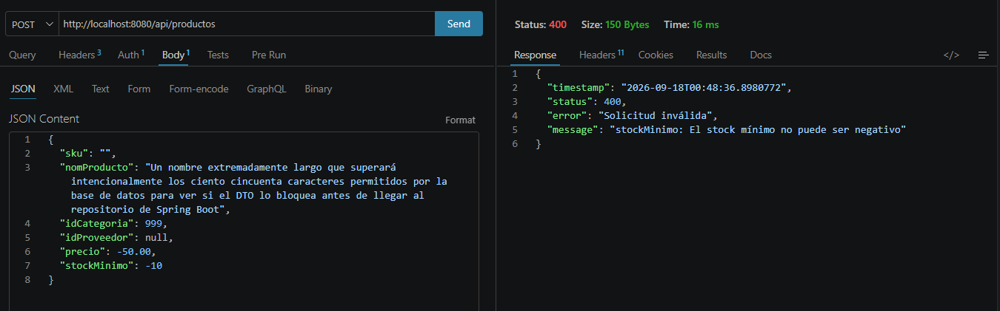 POST
http://localhost:8080/api/productos
Send
Query
Headers 3
Auth 1
Body 1
Tests
Pre Run
JSON
XML
Text
Form
Form-encode
GraphQL
Binary
JSON Content
Format
1 {
2 "sku": "",
3 "nomProducto": "Un nombre extremadamente largo que superará
intencionalmente los ciento cincuenta caracteres permitidos por la
base de datos para ver si el DTO lo bloquea antes de llegar al
repositorio de Spring Boot",
4 "idCategoria": 999,
5 "idProveedor": null,
6 "precio": -50.00,
7 "stockMinimo": -10
8 }
Status: 400 Size: 150 Bytes Time: 16 ms
Response
Headers 11
Cookies
Results
Docs
</>
1 {
2 "timestamp": "2026-09-18T00:48:36.8980772",
3 "status": 400,
4 "error": "Solicitud inválida",
5 "message": "stockMinimo: El stock mínimo no puede ser negativo"
6 }